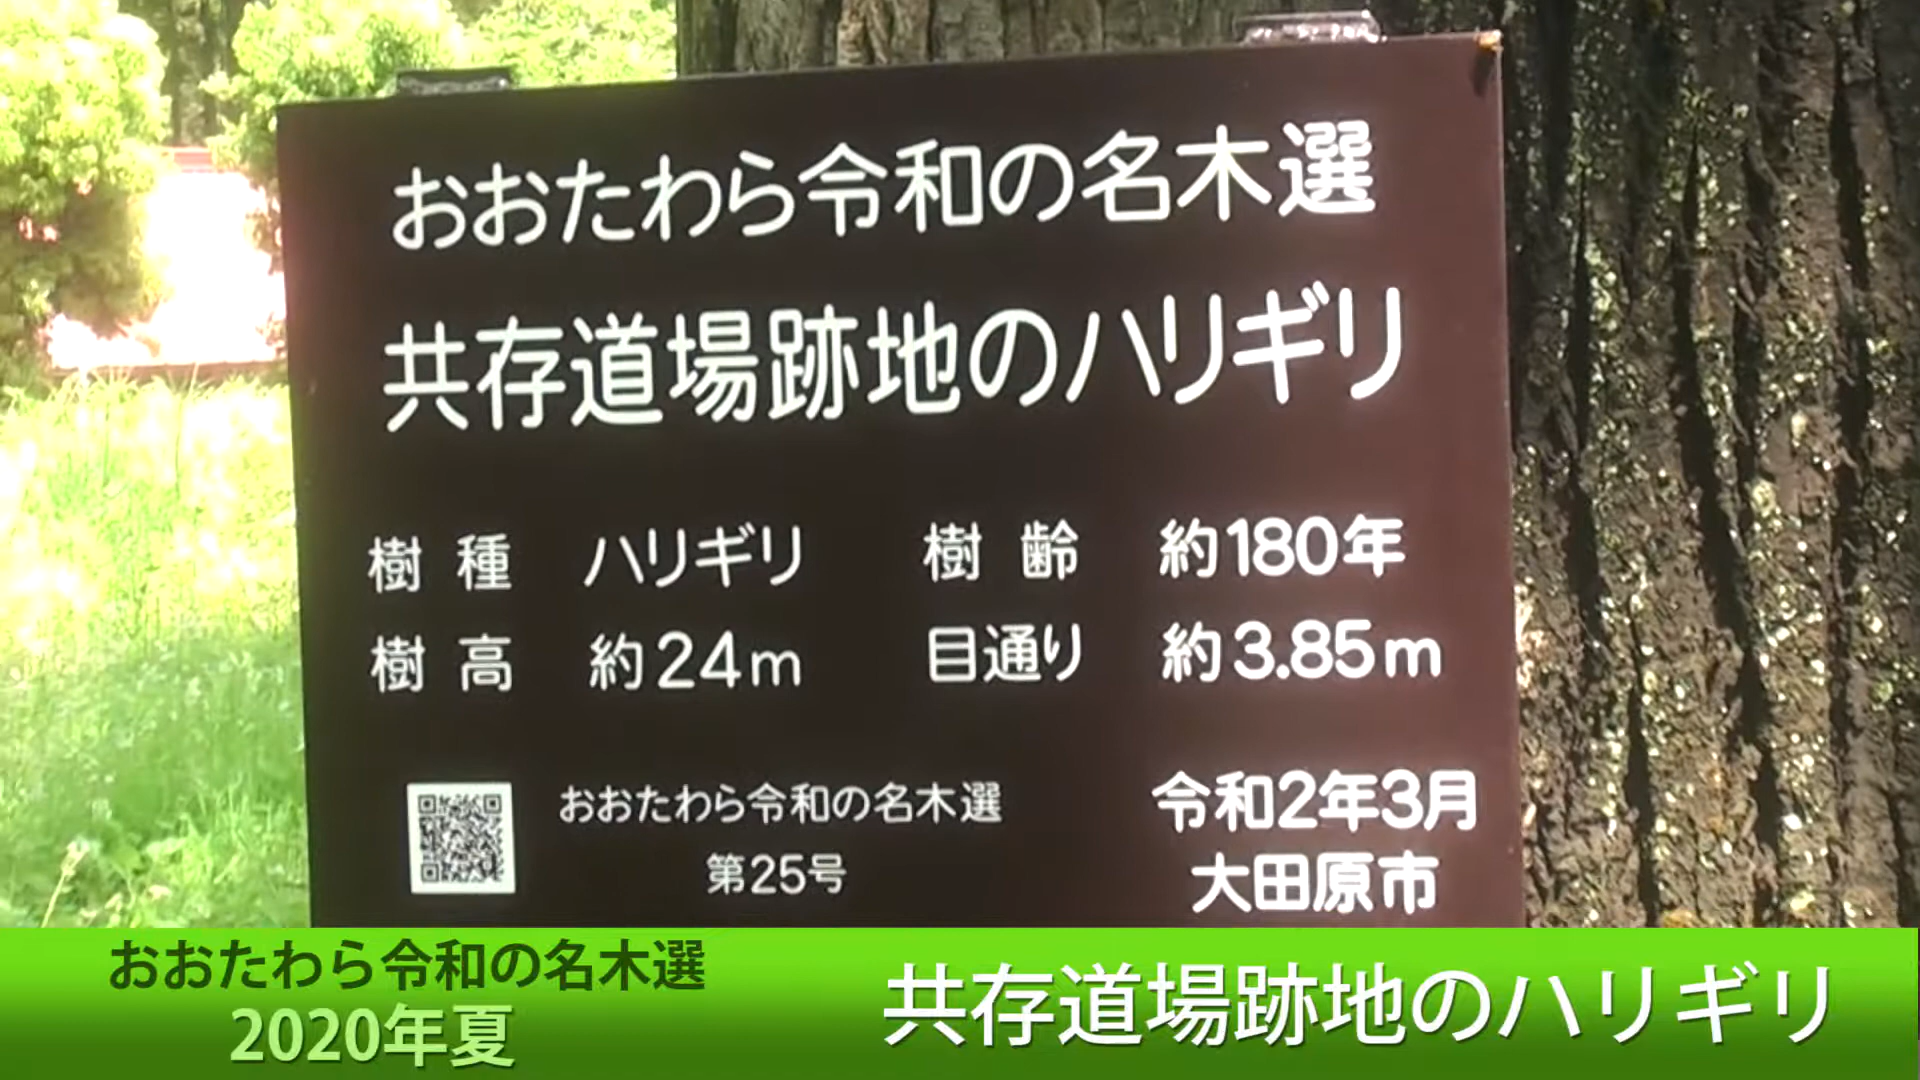 おおたわら令和の名木選
共存道場跡地のハリギリ
樹種 ハリギリ 樹齢 約180年
樹高 約24m 目通り 約3.85m
おおたわら令和の名木選
第25号
令和2年3月
大田原市
おおたわら令和の名木選
2020年夏
共存道場跡地のハリギリ